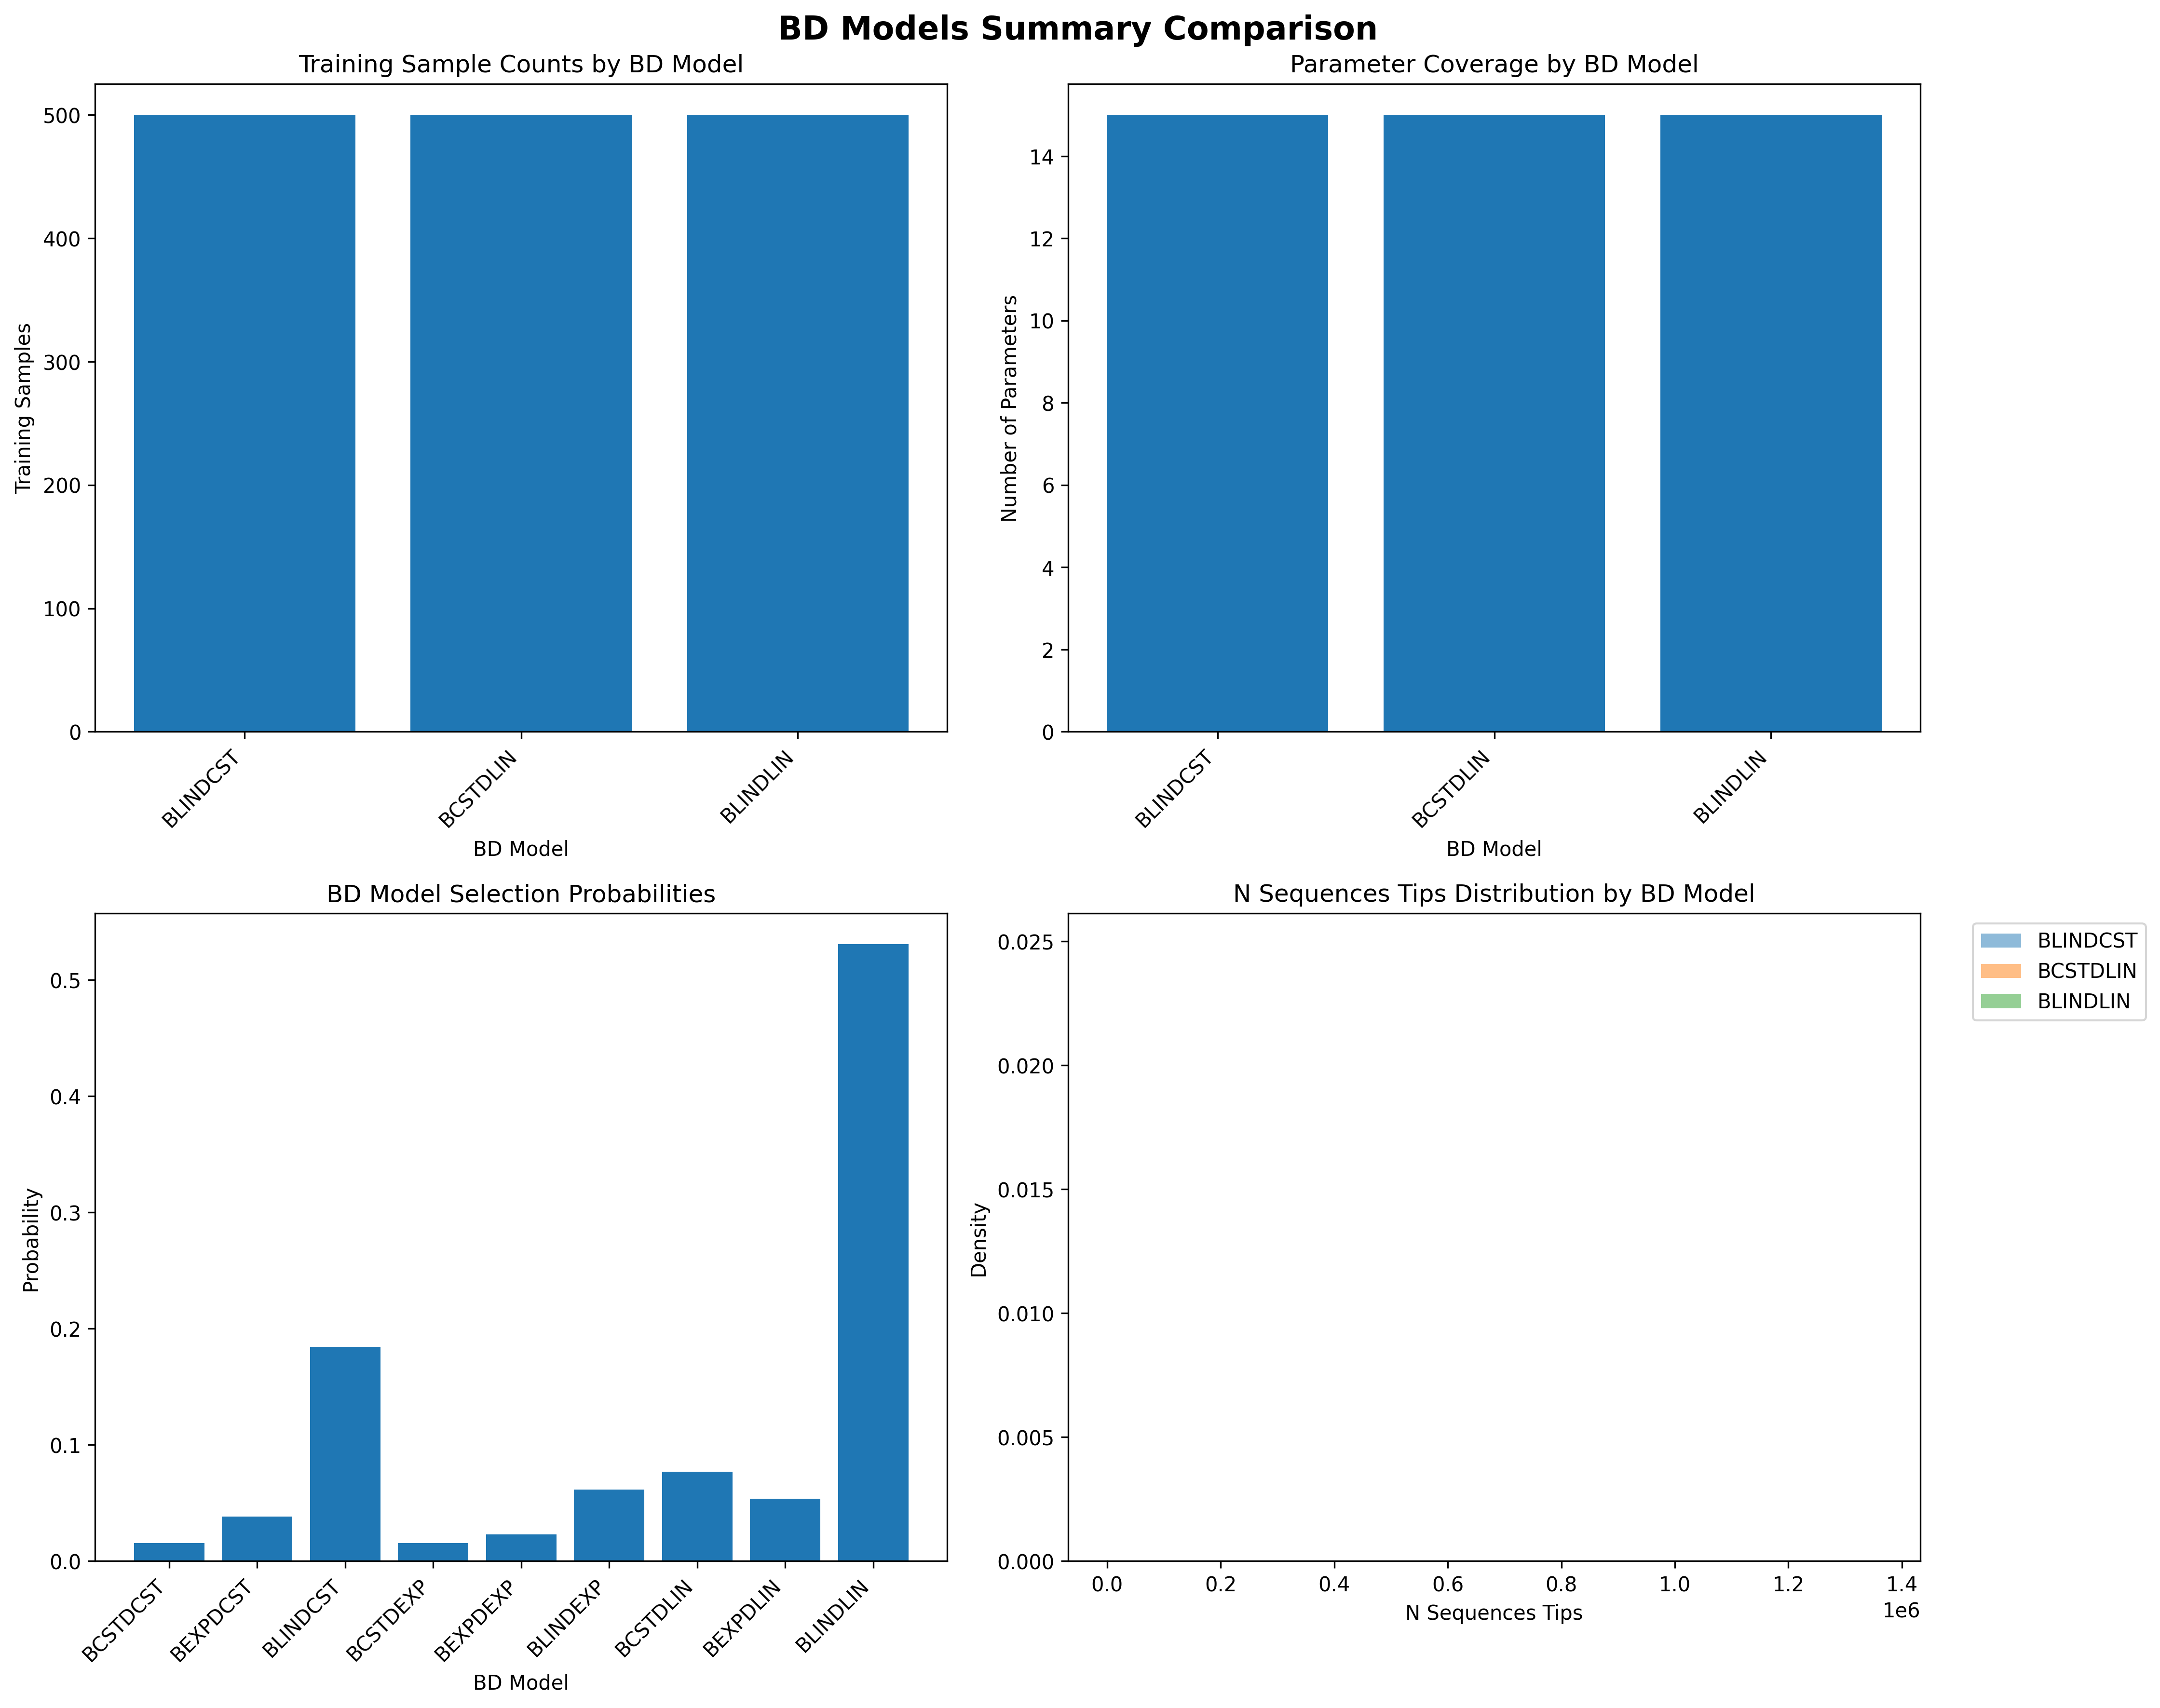 BD Models Summary Comparison
Training Sample Counts by BD Model
500
400
300
200
100
0
Training Samples
BLINDCST
BCSTDLIN
BLINDLIN
BD Model
Parameter Coverage by BD Model
14
12
10
8
6
4
2
0
Number of Parameters
BLINDCST
BCSTDLIN
BLINDLIN
BD Model
BD Model Selection Probabilities
0.5
0.4
0.3
0.2
0.1
0.0
Probability
BCSTDCST
BEXPDCST
BLINDCST
BCSTDEXP
BEXPDEXP
BLINDEXP
BCSTDLIN
BEXPDLIN
BLINDLIN
BD Model
N Sequences Tips Distribution by BD Model
0.025
0.020
0.015
0.010
0.005
0.000
Density
0.0
0.2
0.4
0.6
0.8
1.0
1.2
1.4
1e6
N Sequences Tips
BLINDCST
BCSTDLIN
BLINDLIN